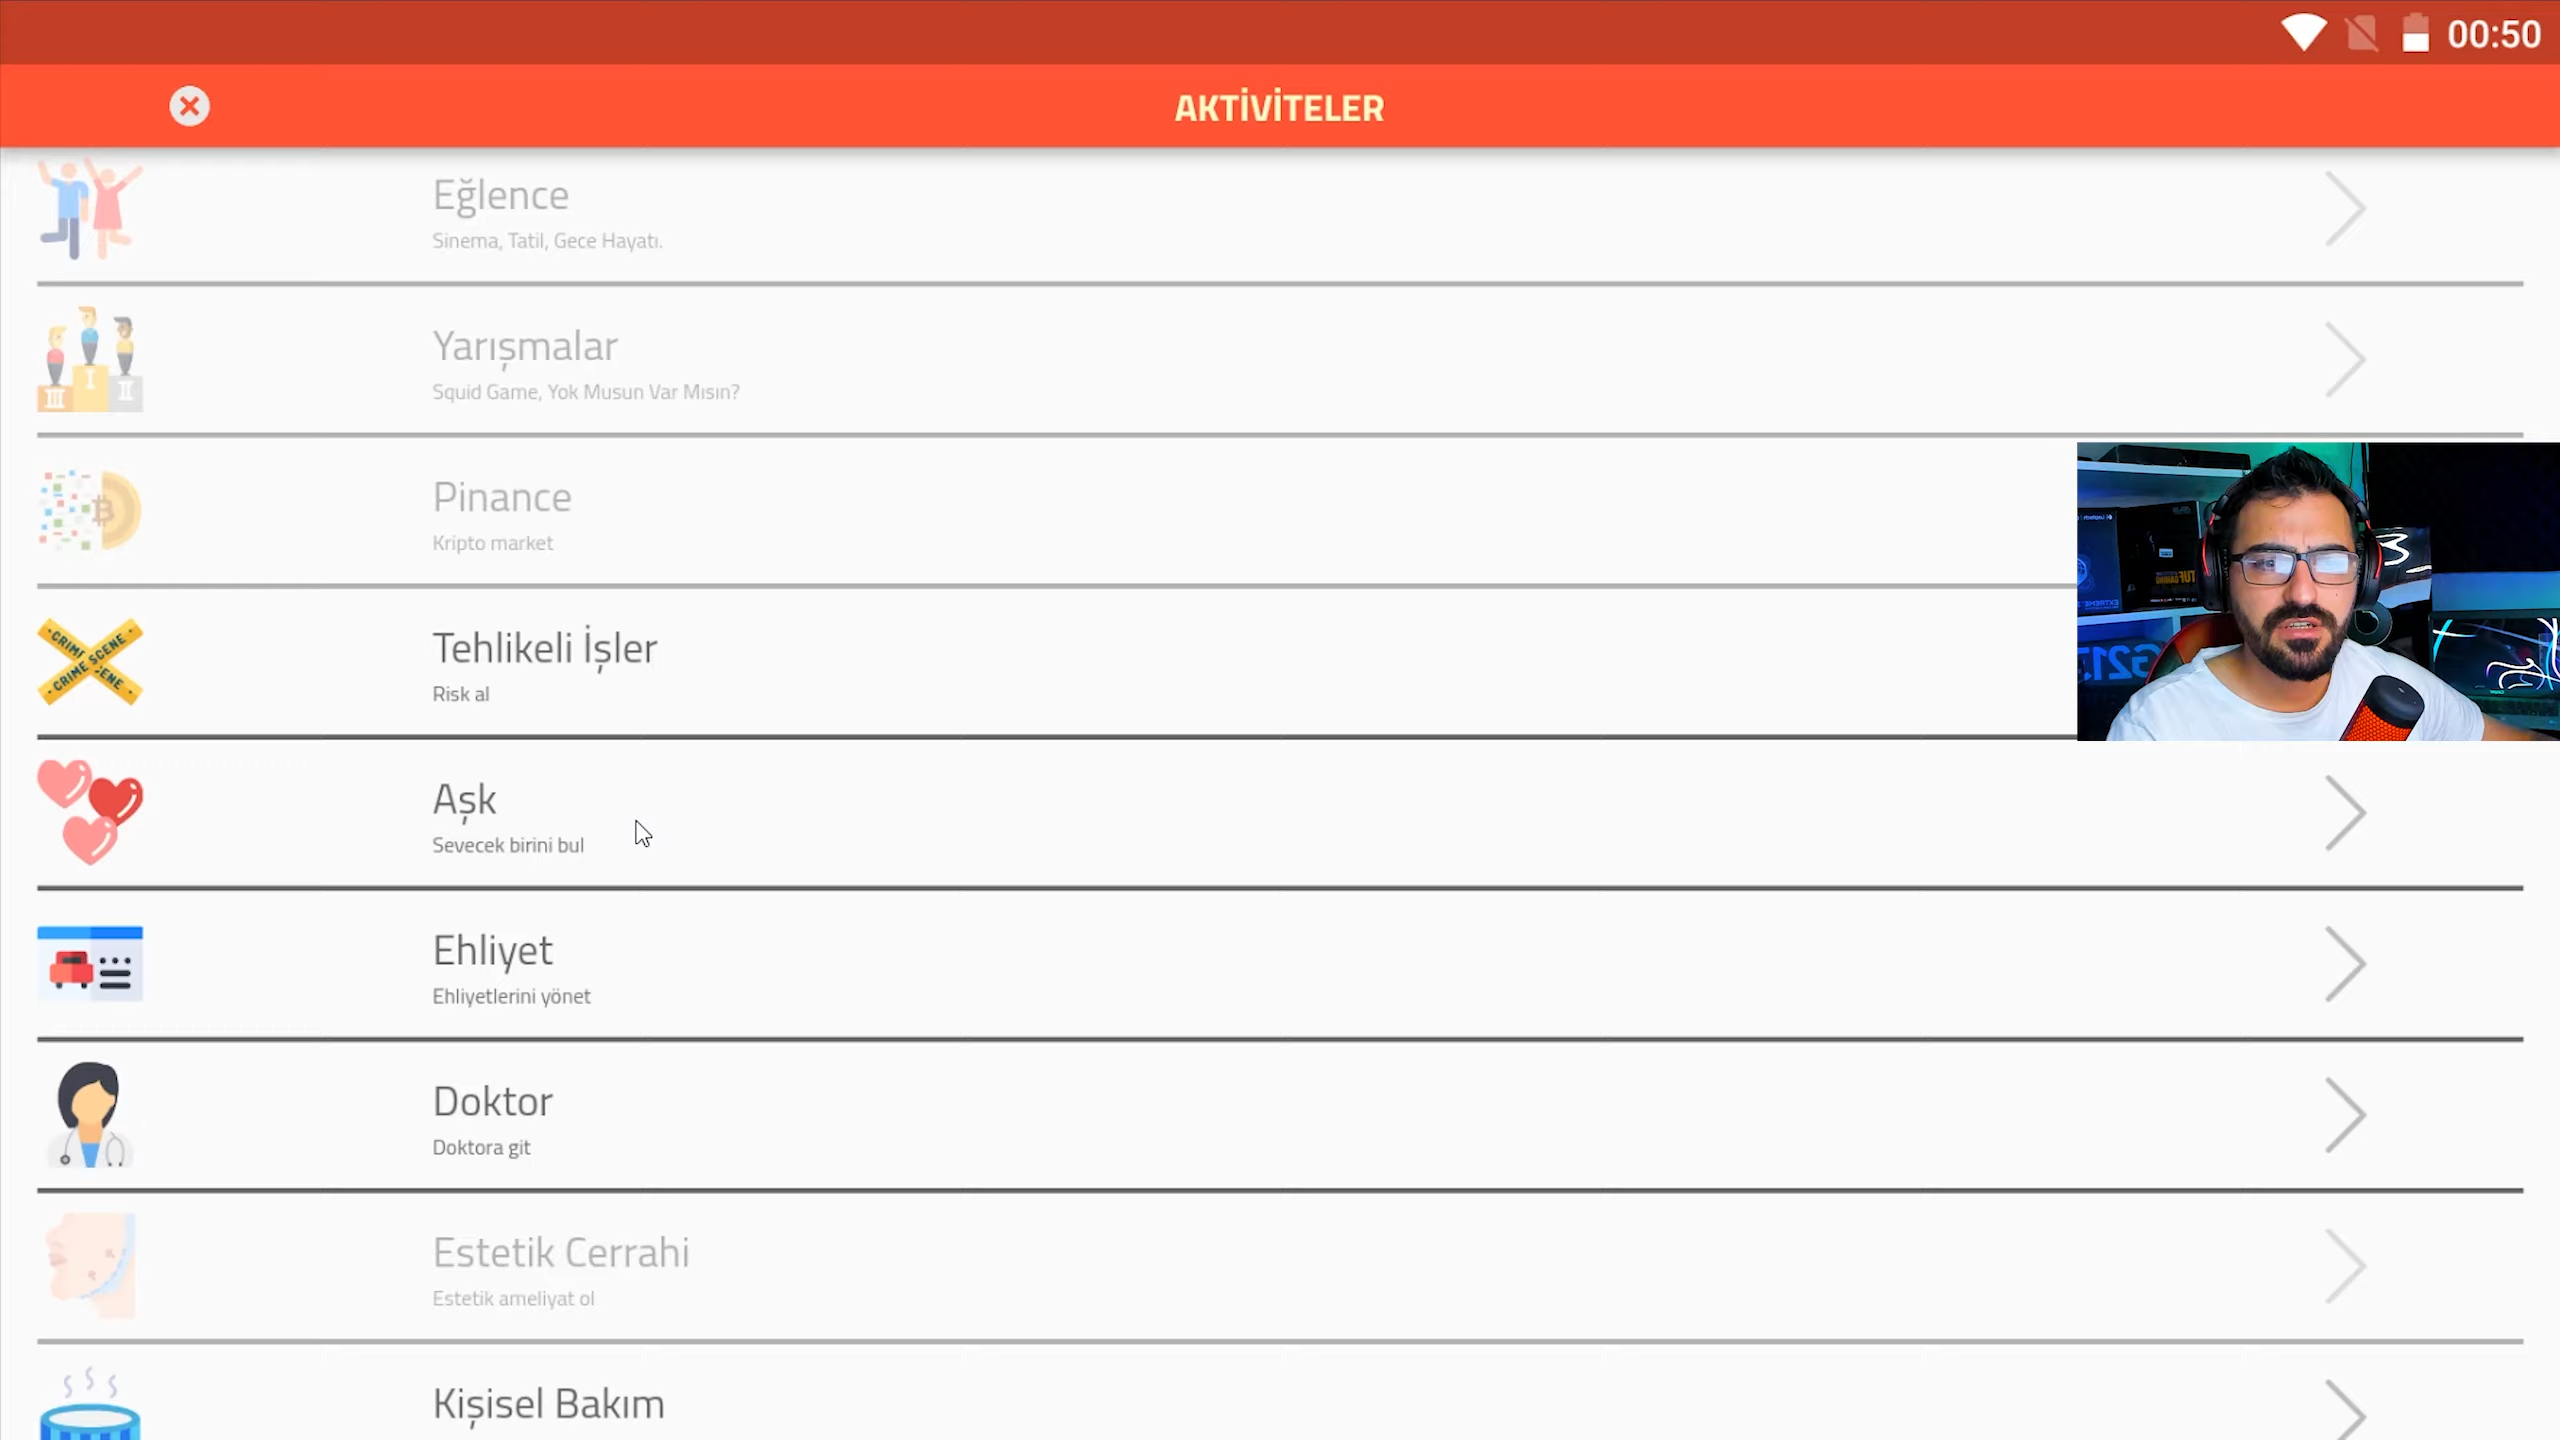 00:50
AKTİVİTELER
Eğlence
Sinema, Tatil, Gece Hayatı.
Yarışmalar
Squid Game, Yok Musun Var Mısın?
Pinance
Kripto market
Tehlikeli İşler
Risk al
CRIME SCENE
Aşk
Sevecek birini bul
Ehliyet
Ehliyetlerini yönet
Doktor
Doktora git
Estetik Cerrahi
Estetik ameliyat ol
Kişisel Bakım